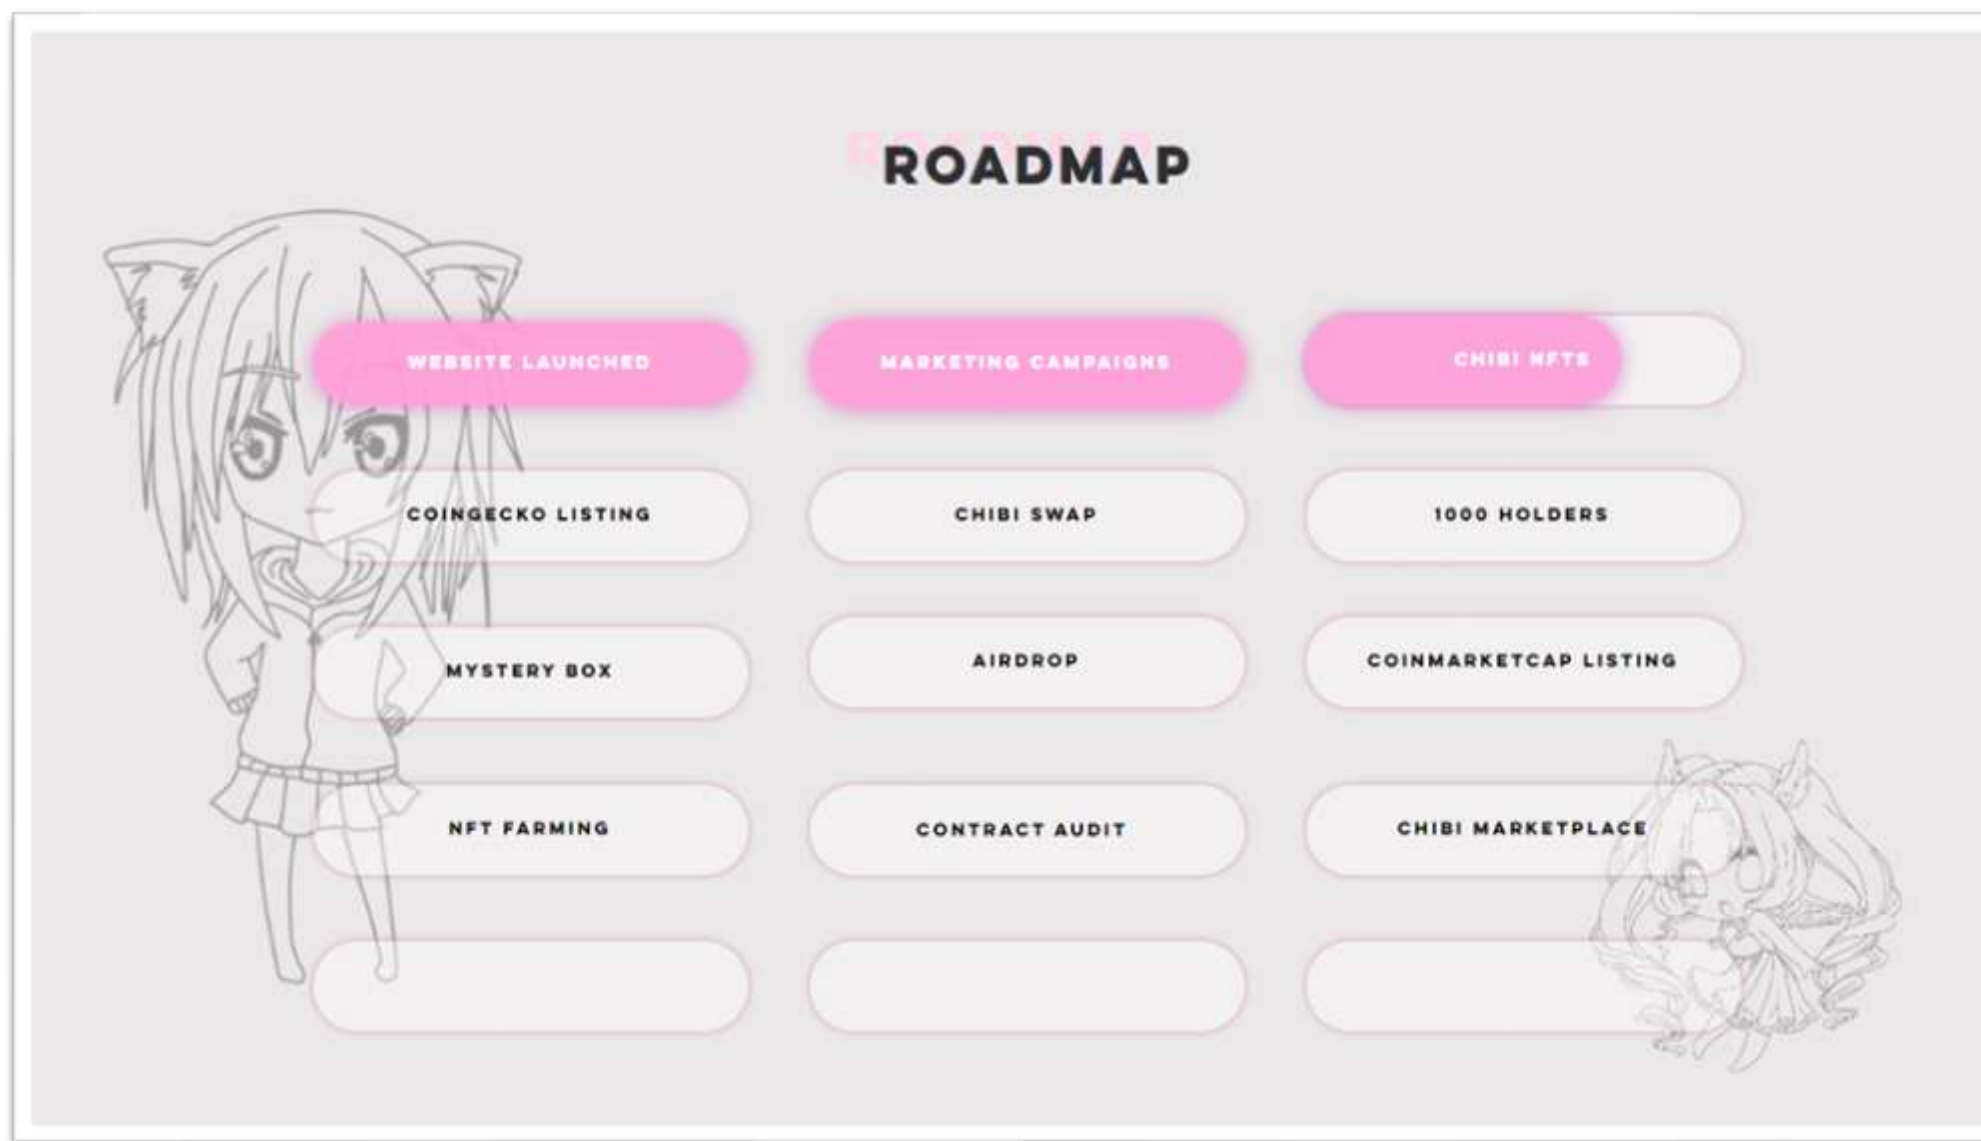 ROADMAP
WEBSITE LAUNCHED
MARKETING CAMPAIGNS
CHIBI NFTS
COINGECKO LISTING
CHIBI SWAP
1000 HOLDERS
MYSTERY BOX
AIRDROP
COINMARKETCAP LISTING
NFT FARMING
CONTRACT AUDIT
CHIBI MARKETPLACE